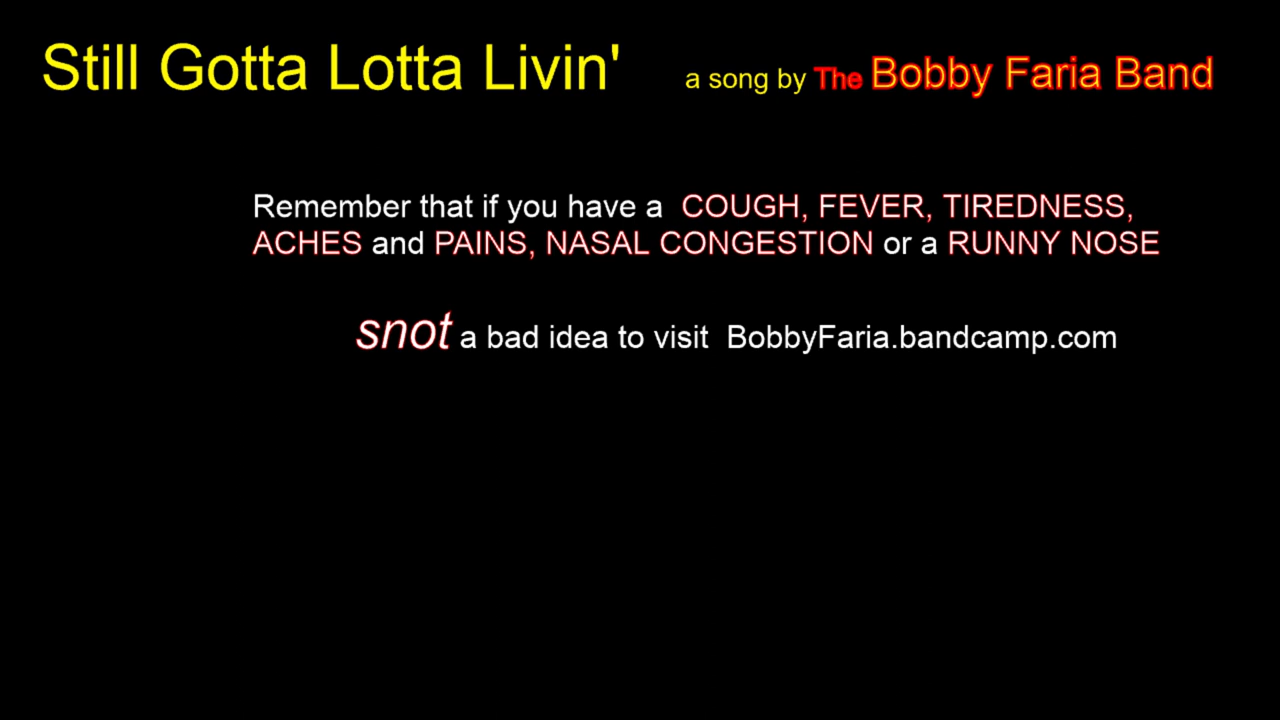 Still Gotta Lotta Livin' a song by The Bobby Faria Band
Remember that if you have a COUGH, FEVER, TIREDNESS,
ACHES and PAINS, NASAL CONGESTION or a RUNNY NOSE
snot a bad idea to visit BobbyFaria.bandcamp.com